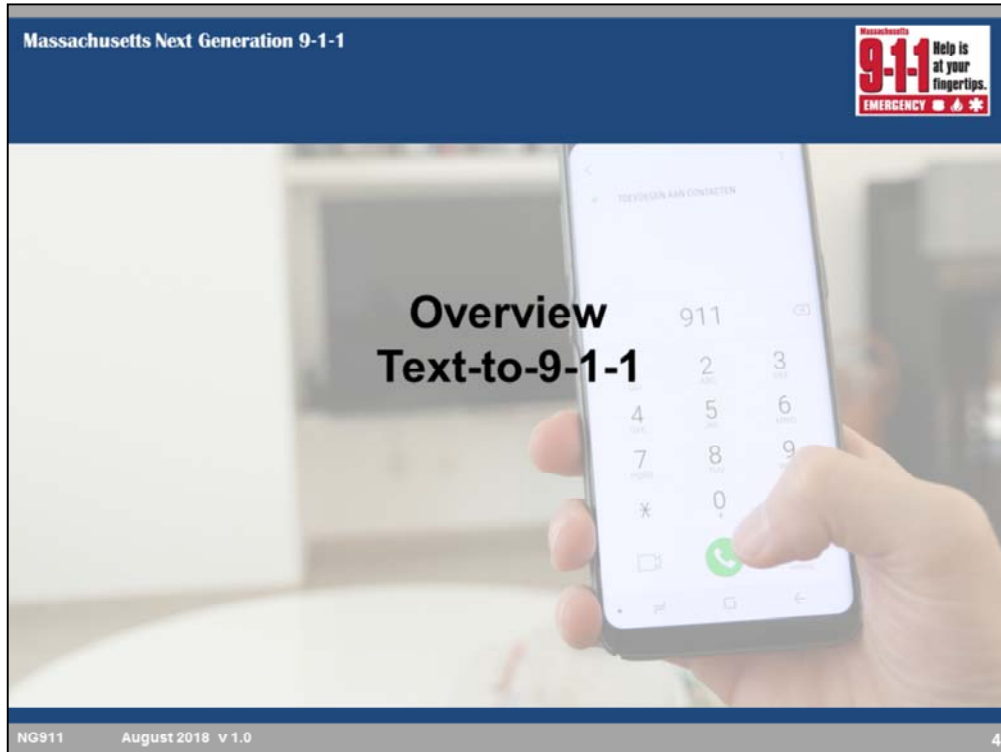 Massachusetts Next Generation 9-1-1
Massachusetts
9-1-1
Help is
at your
fingertips.
EMERGENCY
TOEVOEGEN AAN CONTACTEN
Overview
Text-to-9-1-1
911
2 3
ABC
4 5 6
7 8 9
* 0
NG911 August 2018 v 1.0 4